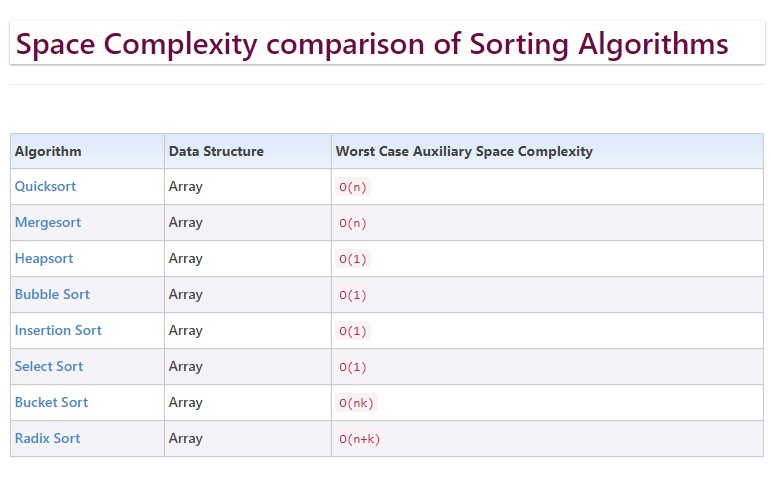 Space Complexity comparison of Sorting Algorithms
Algorithm Data Structure Worst Case Auxiliary Space Complexity
Quicksort Array O(n)
Mergesort Array O(n)
Heapsort Array O(1)
Bubble Sort Array O(1)
Insertion Sort Array O(1)
Select Sort Array O(1)
Bucket Sort Array O(nk)
Radix Sort Array O(n+k)